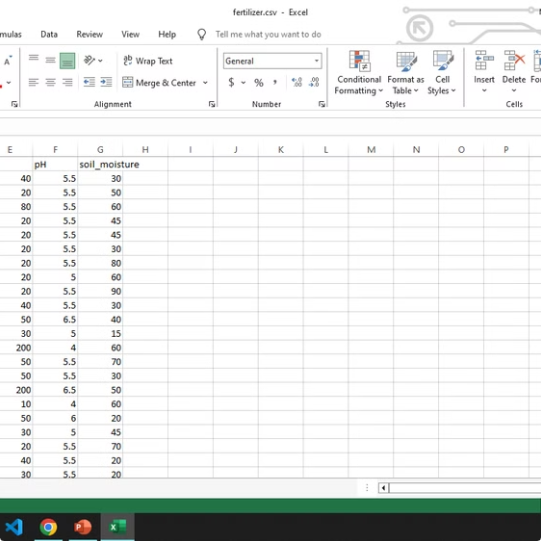 fertilizer.csv - Excel
mulas Data Review View Help Tell me what you want to do
A ab Wrap Text General
Merge & Center $ % , Conditional Formatting Format as Table Cell Styles Insert Delete
Alignment Number Styles Cells
E F G H I J K L M N O P
pH soil_moisture
40 5.5 30
20 5.5 50
80 5.5 60
20 5.5 45
20 5.5 45
20 5.5 30
20 5.5 80
20 5 60
20 5.5 90
40 5.5 30
50 6.5 40
30 5 15
200 4 60
50 5.5 70
50 5.5 30
200 6.5 50
10 4 60
50 6 20
30 5 45
20 5.5 70
40 5.5 20
30 5.5 20